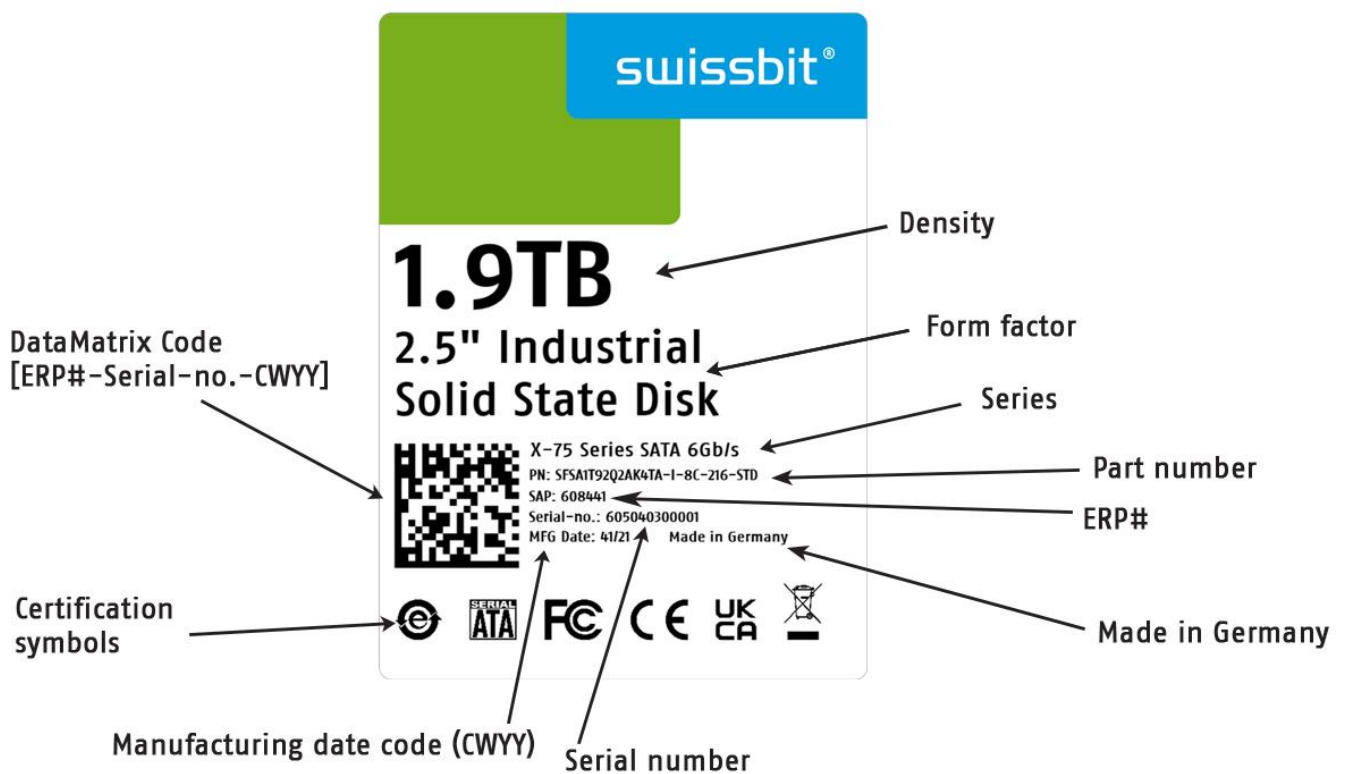 swissbit®
Density
1.9TB
Form factor
2.5" Industrial
Solid State Disk
DataMatrix Code
[ERP#-Serial-no.-CWYY]
Series
X-75 Series SATA 6Gb/s
Part number
PN: SFSA1T92Q2AK4TA-I-8C-216-STD
SAP: 608441
ERP#
Serial-no.: 605040300001
MFG Date: 41/21 Made in Germany
Certification
symbols
e
SERIAL
ATA
FC
CE
UK
CA
Made in Germany
Manufacturing date code (CWYY)
Serial number